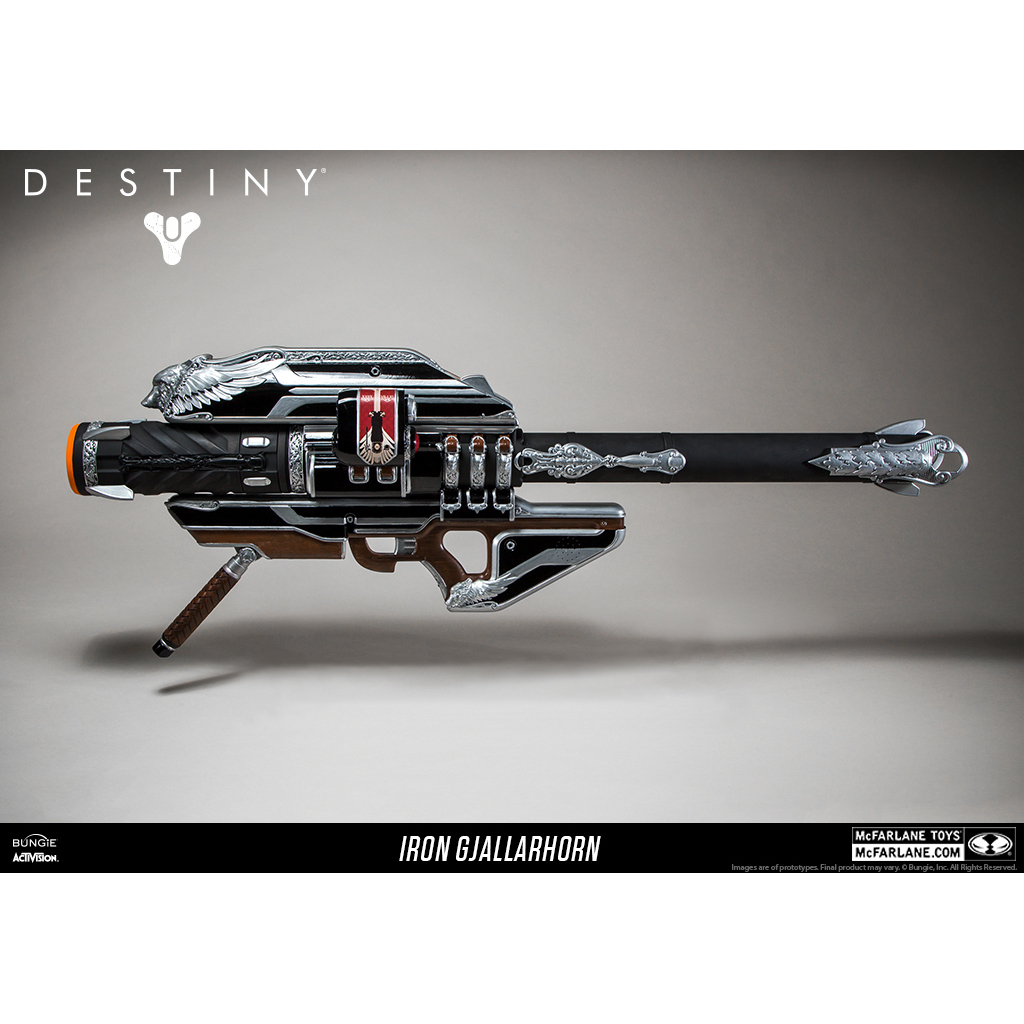 DESTINY®
BUNGiE
ACTIVISION.
IRON GJALLARHORN
McFARLANE TOYS™
McFARLANE.COM
Images are of prototypes. Final product may vary. © Bungie, Inc. All Rights Reserved.